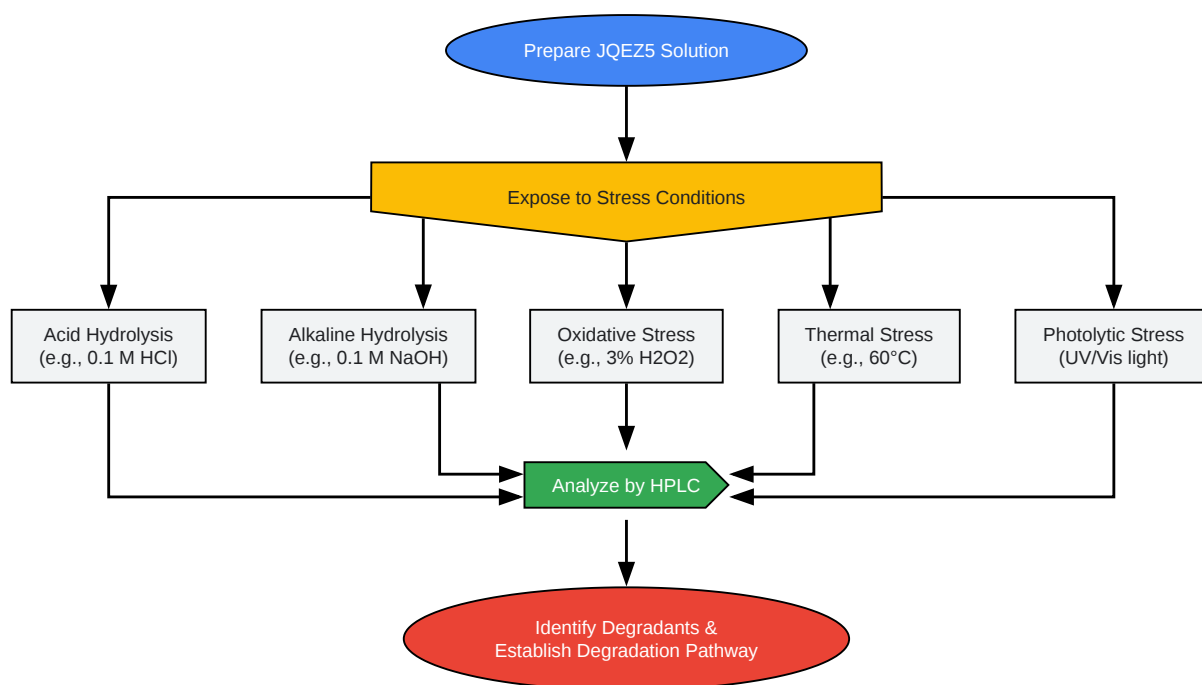 Prepare JQEZ5 Solution
Expose to Stress Conditions
Acid Hydrolysis
(e.g., 0.1 M HCl)
Alkaline Hydrolysis
(e.g., 0.1 M NaOH)
Oxidative Stress
(e.g., 3% H2O2)
Thermal Stress
(e.g., 60°C)
Photolytic Stress
(UV/Vis light)
Analyze by HPLC
Identify Degradants &
Establish Degradation Pathway